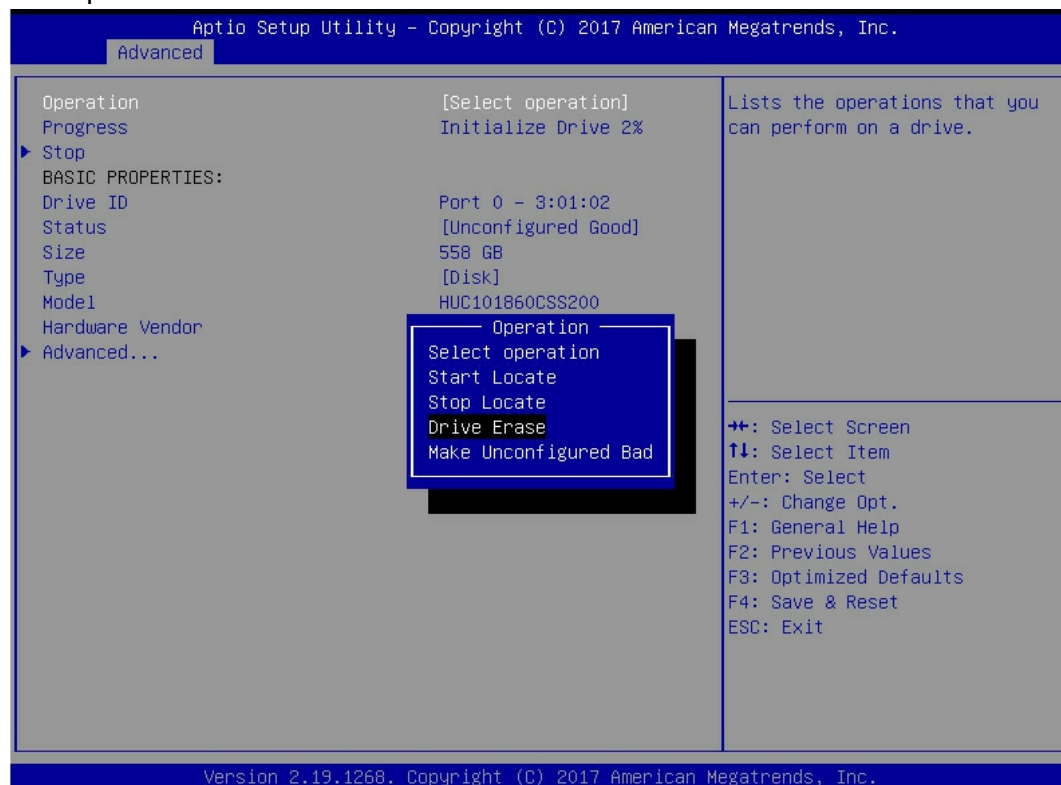 Aptio Setup Utility – Copyright (C) 2017 American Megatrends, Inc.
Advanced
Operation [Select operation]
Progress Initialize Drive 2%
Stop
BASIC PROPERTIES:
Drive ID Port 0 – 3:01:02
Status [Unconfigured Good]
Size 558 GB
Type [Disk]
Model HUC101860CSS200
Hardware Vendor
Advanced...
Operation
Select operation
Start Locate
Stop Locate
Drive Erase
Make Unconfigured Bad
Lists the operations that you
can perform on a drive.
→←: Select Screen
↑↓: Select Item
Enter: Select
+/-: Change Opt.
F1: General Help
F2: Previous Values
F3: Optimized Defaults
F4: Save & Reset
ESC: Exit
Version 2.19.1268. Copyright (C) 2017 American Megatrends, Inc.